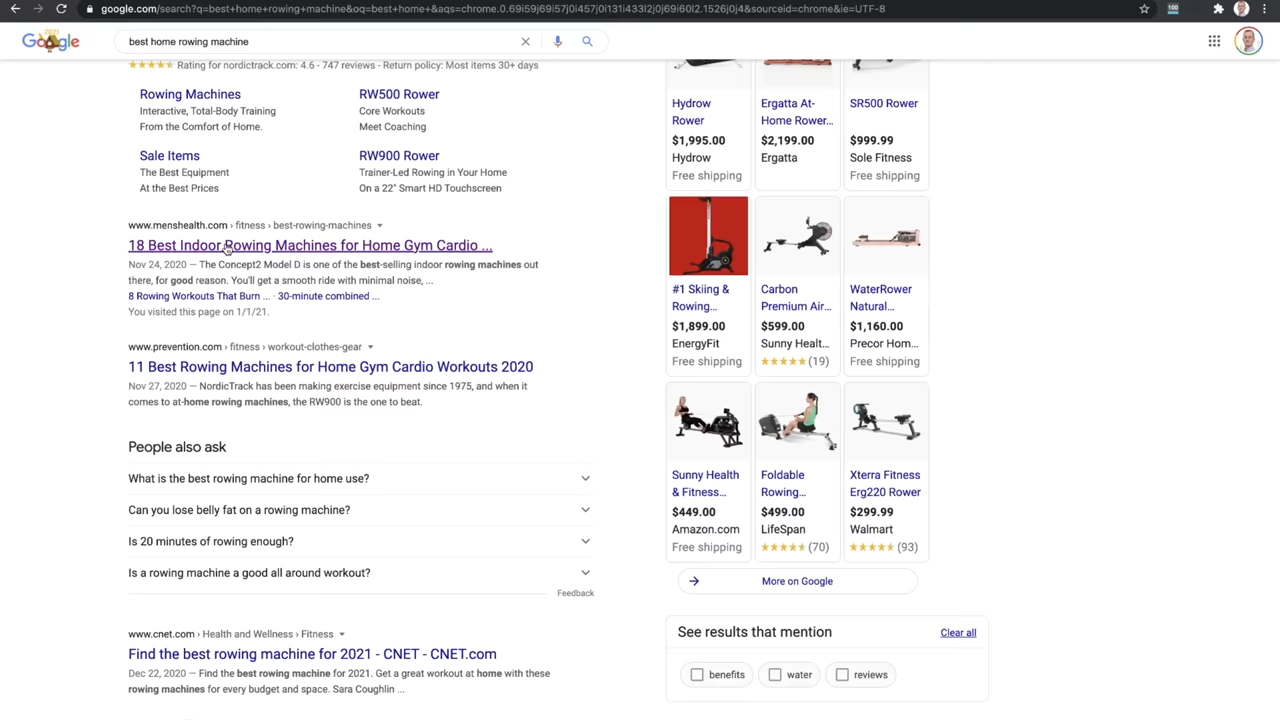 google.com/search?q=best+home+rowing+machine&oq=best+home+&aqs=chrome.0.69i59j69i57j0i457j0i131i433l2j0j69i60l2.1526j0j4&sourceid=chrome&ie=UTF-8
100
2021
Google
best home rowing machine
Rating for nordictrack.com: 4.6 - 747 reviews - Return policy: Most items 30+ days
Rowing Machines
Interactive, Total-Body Training
From the Comfort of Home.
RW500 Rower
Core Workouts
Meet Coaching
Sale Items
The Best Equipment
At the Best Prices
RW900 Rower
Trainer-Led Rowing in Your Home
On a 22" Smart HD Touchscreen
www.menshealth.com › fitness › best-rowing-machines
18 Best Indoor Rowing Machines for Home Gym Cardio ...
Nov 24, 2020 — The Concept2 Model D is one of the best-selling indoor rowing machines out
there, for good reason. You'll get a smooth ride with minimal noise, ...
8 Rowing Workouts That Burn ... · 30-minute combined ...
You visited this page on 1/1/21.
www.prevention.com › fitness › workout-clothes-gear
11 Best Rowing Machines for Home Gym Cardio Workouts 2020
Nov 27, 2020 — NordicTrack has been making exercise equipment since 1975, and when it
comes to at-home rowing machines, the RW900 is the one to beat.
People also ask
What is the best rowing machine for home use?
Can you lose belly fat on a rowing machine?
Is 20 minutes of rowing enough?
Is a rowing machine a good all around workout?
Feedback
www.cnet.com › Health and Wellness › Fitness
Find the best rowing machine for 2021 - CNET - CNET.com
Dec 22, 2020 — Find the best rowing machine for 2021. Get a great workout at home with these
rowing machines for every budget and space. Sara Coughlin ...
Hydrow
Rower
$1,995.00
Hydrow
Free shipping
Ergatta At-
Home Rower...
$2,199.00
Ergatta
SR500 Rower
$999.99
Sole Fitness
Free shipping
#1 Skiing &
Rowing...
$1,899.00
EnergyFit
Free shipping
Carbon
Premium Air...
$599.00
Sunny Healt...
(19)
WaterRower
Natural...
$1,160.00
Precor Hom...
Free shipping
Sunny Health
& Fitness...
$449.00
Amazon.com
Free shipping
Foldable
Rowing...
$499.00
LifeSpan
(70)
Xterra Fitness
Erg220 Rower
$299.99
Walmart
(93)
More on Google
See results that mention
Clear all
benefits
water
reviews